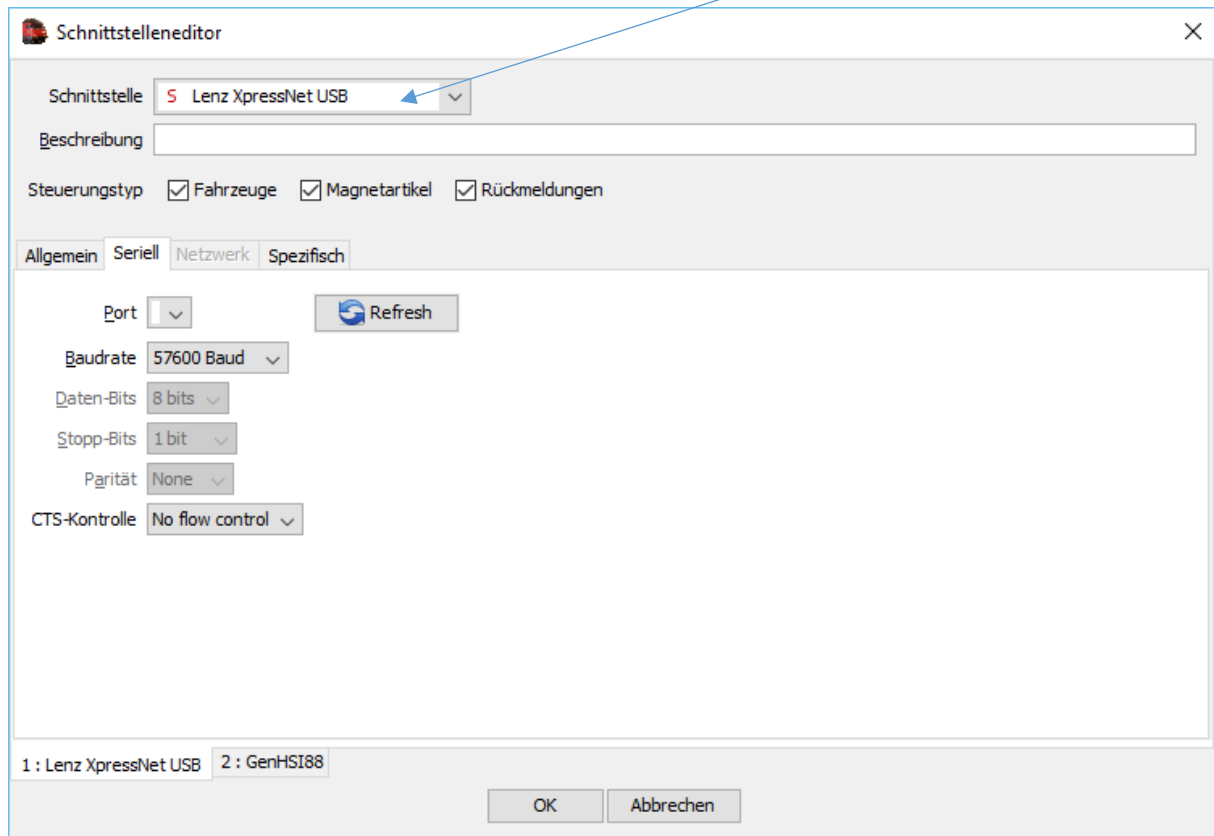 Schnittstelleneditor
Schnittstelle S Lenz XpressNet USB
Beschreibung
Steuerungstyp Fahrzeuge Magnetartikel Rückmeldungen
Allgemein Seriell Netzwerk Spezifisch
Port Refresh
Baudrate 57600 Baud
Daten-Bits 8 bits
Stopp-Bits 1 bit
Parität None
CTS-Kontrolle No flow control
1 : Lenz XpressNet USB 2 : GenHSI88
OK Abbrechen